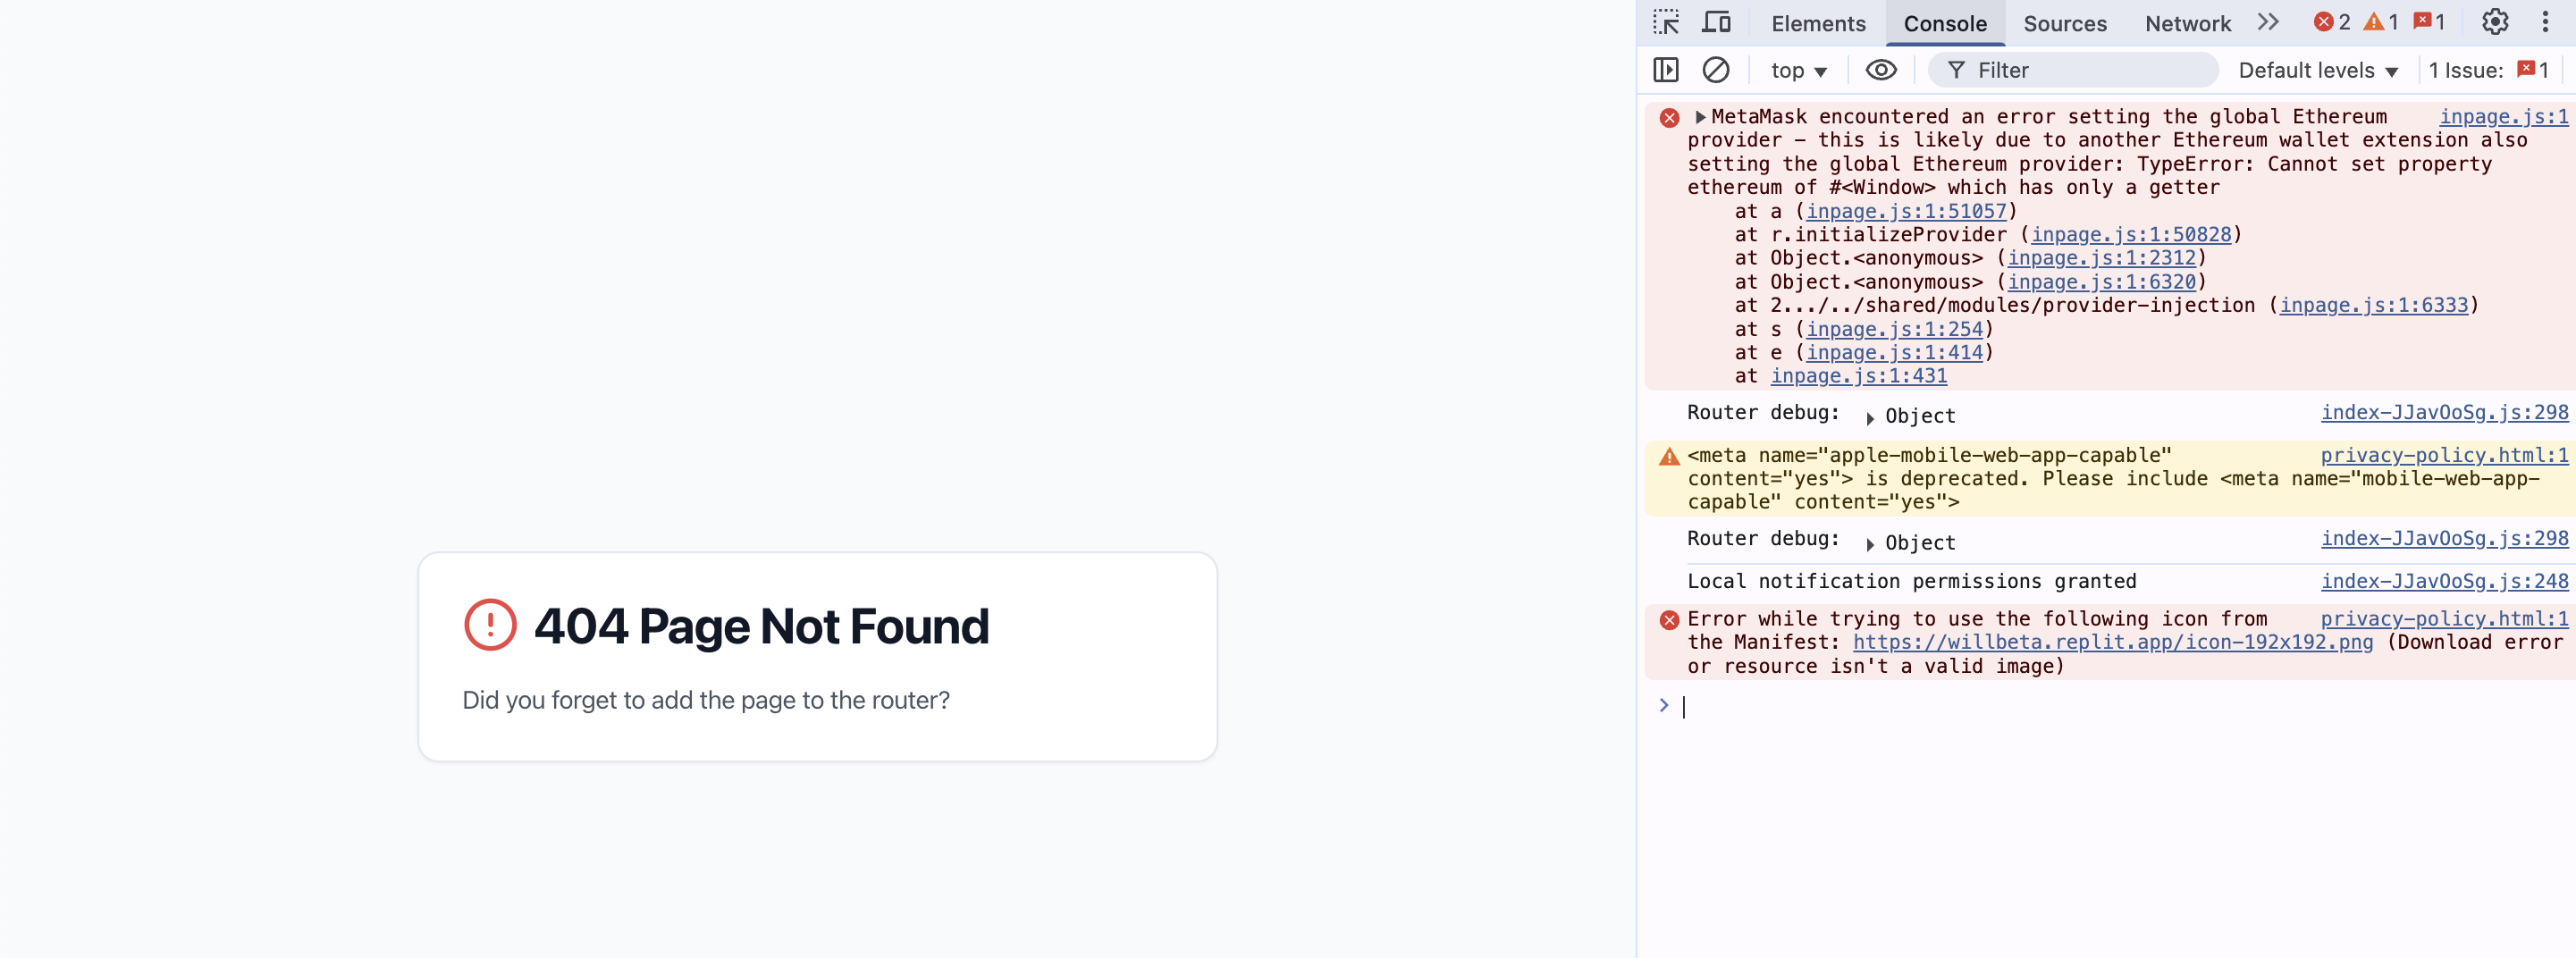 404 Page Not Found
Did you forget to add the page to the router?
Elements Console Sources Network 2 1 1
top Filter Default levels 1 Issue: 1
MetaMask encountered an error setting the global Ethereum inpage.js:1
provider – this is likely due to another Ethereum wallet extension also
setting the global Ethereum provider: TypeError: Cannot set property
ethereum of #<Window> which has only a getter
at a (inpage.js:1:51057)
at r.initializeProvider (inpage.js:1:50828)
at Object.<anonymous> (inpage.js:1:2312)
at Object.<anonymous> (inpage.js:1:6320)
at 2.../../shared/modules/provider-injection (inpage.js:1:6333)
at s (inpage.js:1:254)
at e (inpage.js:1:414)
at inpage.js:1:431
Router debug: Object index-JJavOoSg.js:298
<meta name="apple-mobile-web-app-capable" privacy-policy.html:1
content="yes"> is deprecated. Please include <meta name="mobile-web-app-
capable" content="yes">
Router debug: Object index-JJavOoSg.js:298
Local notification permissions granted index-JJavOoSg.js:248
Error while trying to use the following icon from privacy-policy.html:1
the Manifest: https://willbeta.replit.app/icon-192x192.png (Download error
or resource isn't a valid image)